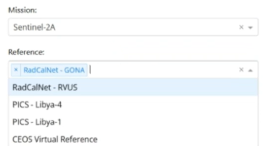 Mission:
Sentinel-2A
Reference:
× RadCalNet - GONA
RadCalNet - RVUS
PICS - Libya-4
PICS - Libya-1
CEOS Virtual Reference